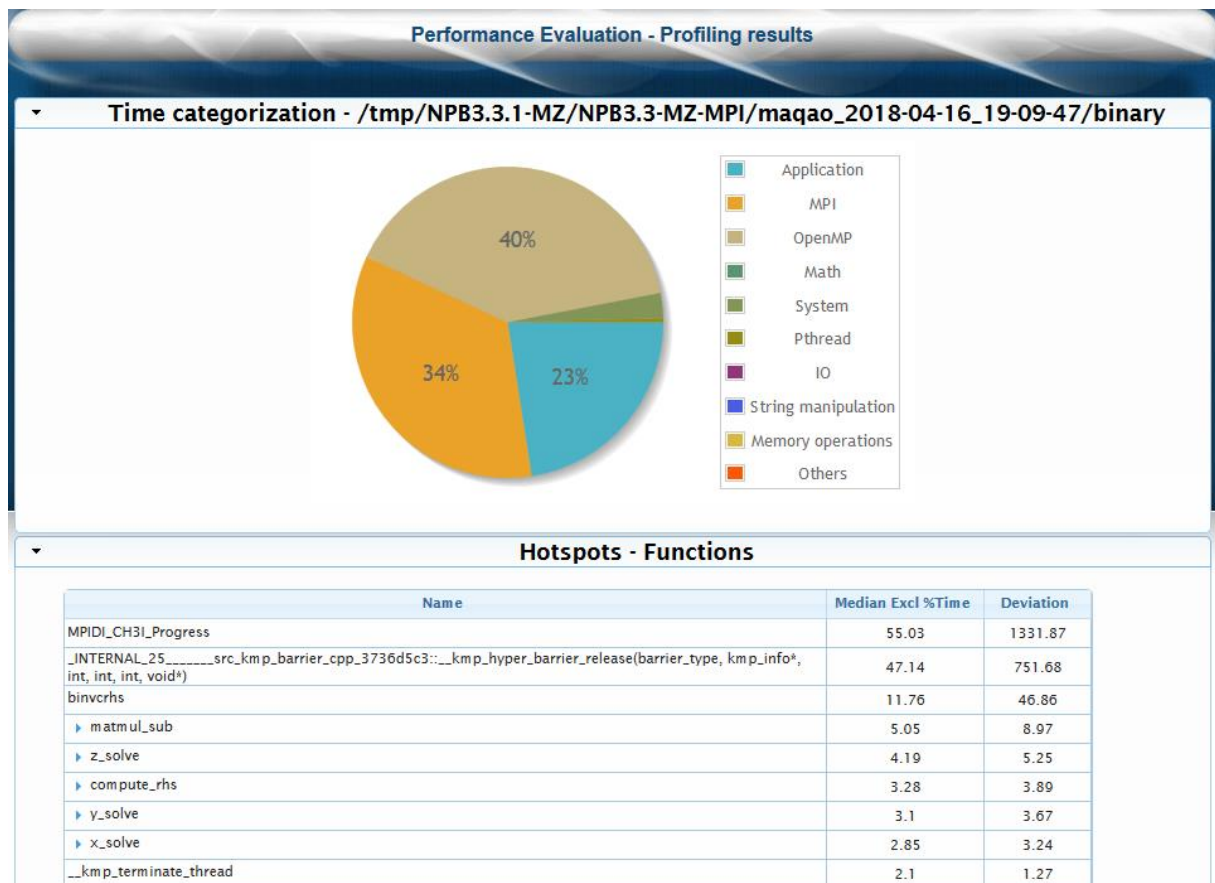 Performance Evaluation - Profiling results
Time categorization - /tmp/NPB3.3.1-MZ/NPB3.3-MZ-MPI/maqao_2018-04-16_19-09-47/binary
40%
34%
23%
Application
MPI
OpenMP
Math
System
Pthread
IO
String manipulation
Memory operations
Others
Hotspots - Functions
Name Median Excl %Time Deviation
MPIDI_CH3I_Progress 55.03 1331.87
_INTERNAL_25_______src_kmp_barrier_cpp_3736d5c3::__kmp_hyper_barrier_release(barrier_type, kmp_info*,
int, int, int, void*) 47.14 751.68
binvcrhs 11.76 46.86
matmul_sub 5.05 8.97
z_solve 4.19 5.25
compute_rhs 3.28 3.89
y_solve 3.1 3.67
x_solve 2.85 3.24
__kmp_terminate_thread 2.1 1.27